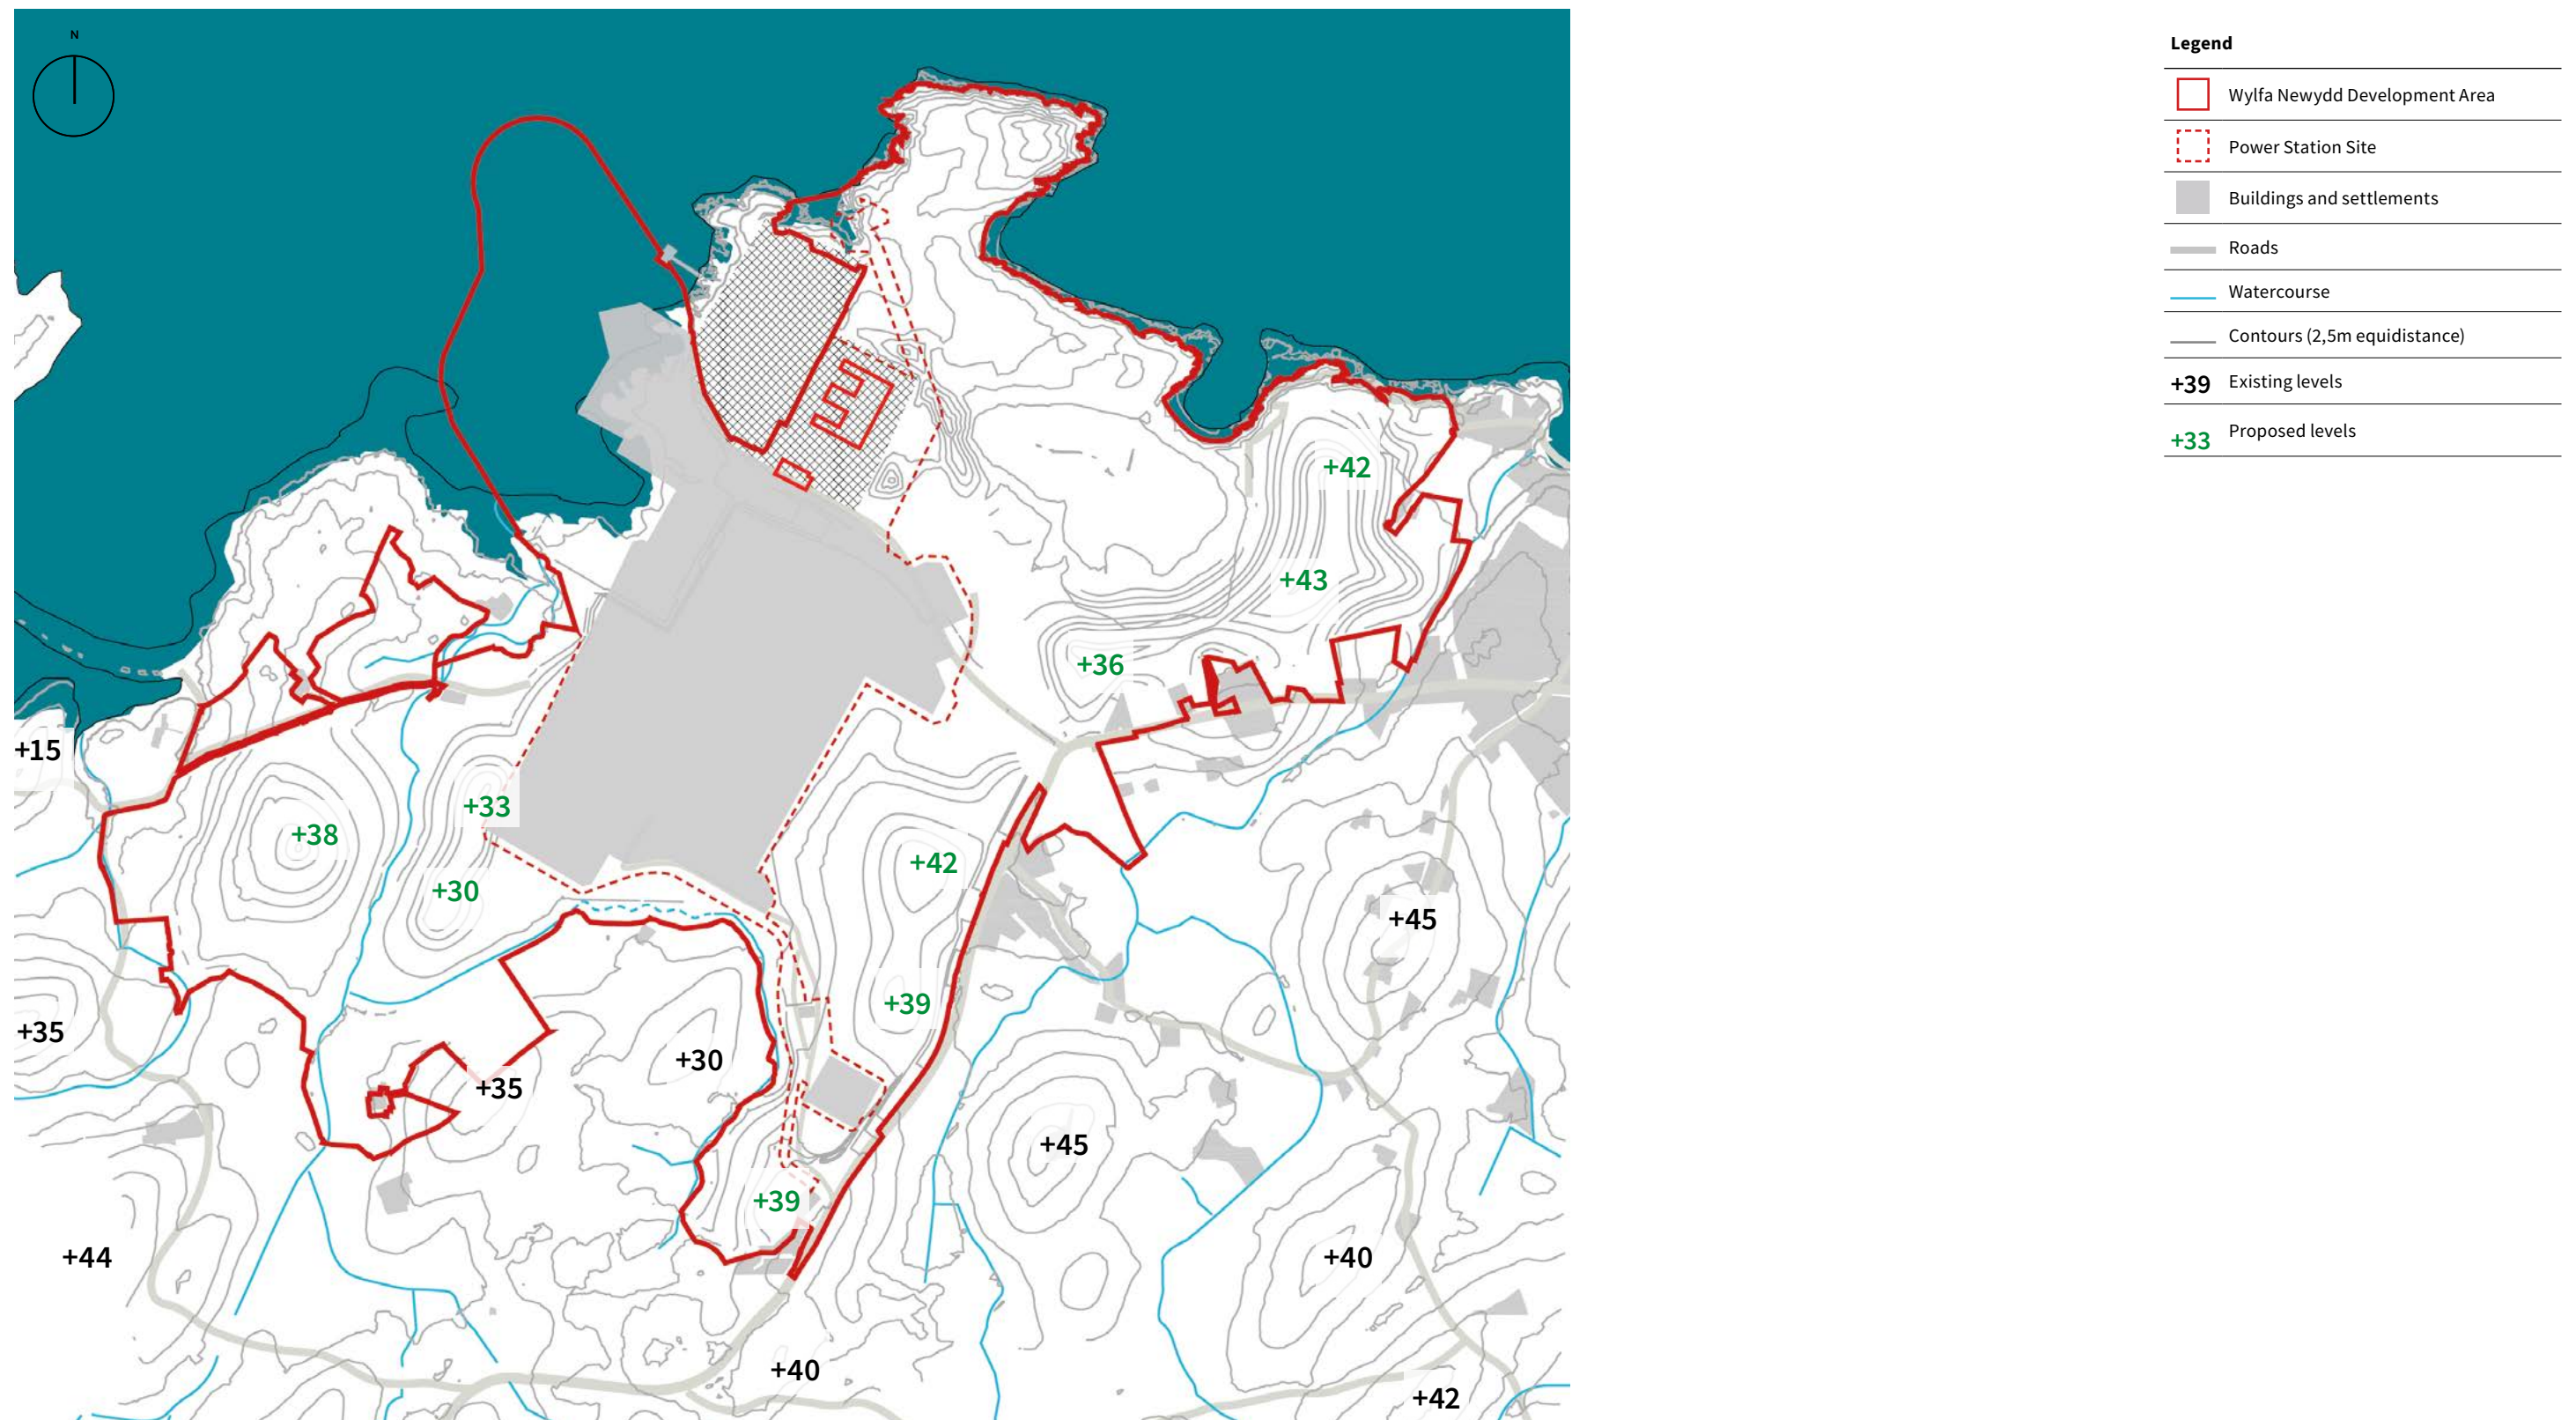 N
Legend
Wylfa Newydd Development Area
Power Station Site
Buildings and settlements
Roads
Watercourse
Contours (2,5m equidistance)
+39 Existing levels
+33 Proposed levels
+42
+43
+36
+15
+33
+38
+42
+30
+45
+39
+35
+30
+35
+45
+39
+44
+40
+40
+42